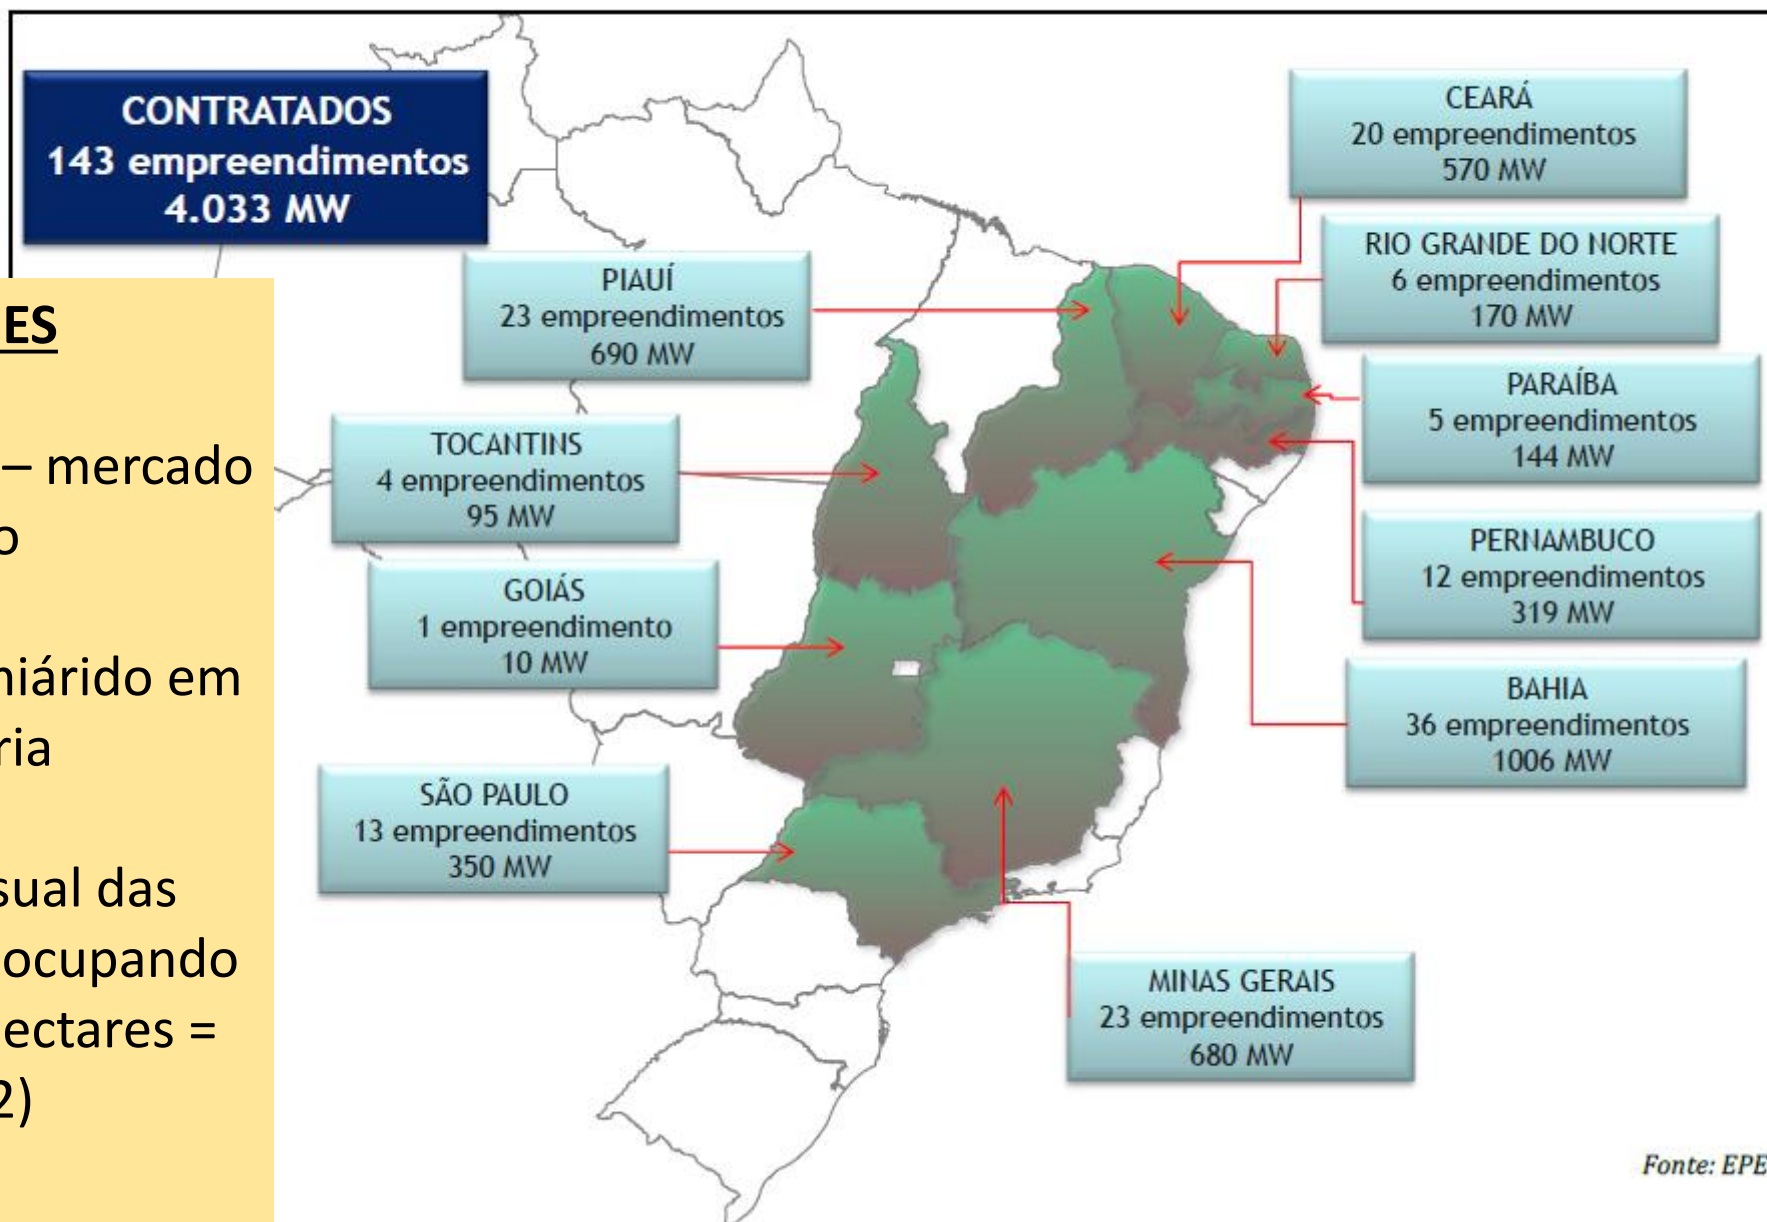 CONTRATADOS
143 empreendimentos
4.033 MW
CEARÁ
20 empreendimentos
570 MW
RIO GRANDE DO NORTE
6 empreendimentos
170 MW
PIAUÍ
23 empreendimentos
690 MW
PARAÍBA
5 empreendimentos
144 MW
TOCANTINS
4 empreendimentos
95 MW
PERNAMBUCO
12 empreendimentos
319 MW
GOIÁS
1 empreendimento
10 MW
BAHIA
36 empreendimentos
1006 MW
SÃO PAULO
13 empreendimentos
350 MW
MINAS GERAIS
23 empreendimentos
680 MW
ES
– mercado
o
niárido em
ria
sual das
ocupando
ectares =
2)
Fonte: EPE